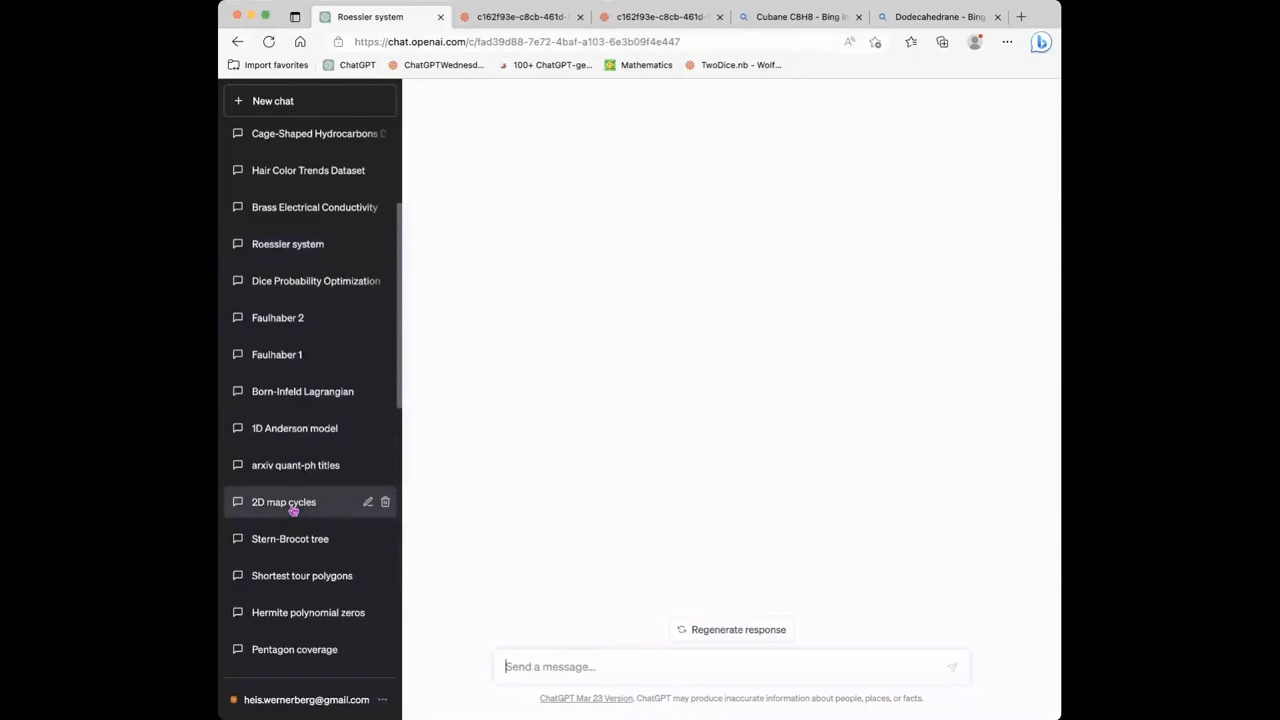 Roessler system
c162f93e-c8cb-461d-
c162f93e-c8cb-461d-
Cubane C8H8 - Bing
Dodecahedrane - Bing
https://chat.openai.com/c/fad39d88-7e72-4baf-a103-6e3b09f4e447
Import favorites
ChatGPT
ChatGPTWednesd...
100+ ChatGPT-ge...
Mathematics
TwoDice.nb - Wolf...
+ New chat
Cage-Shaped Hydrocarbons
Hair Color Trends Dataset
Brass Electrical Conductivity
Roessler system
Dice Probability Optimization
Faulhaber 2
Faulhaber 1
Born-Infeld Lagrangian
1D Anderson model
arxiv quant-ph titles
2D map cycles
Stern-Brocot tree
Shortest tour polygons
Hermite polynomial zeros
Pentagon coverage
heis.wernerberg@gmail.com ...
Regenerate response
Send a message...
ChatGPT Mar 23 Version. ChatGPT may produce inaccurate information about people, places, or facts.